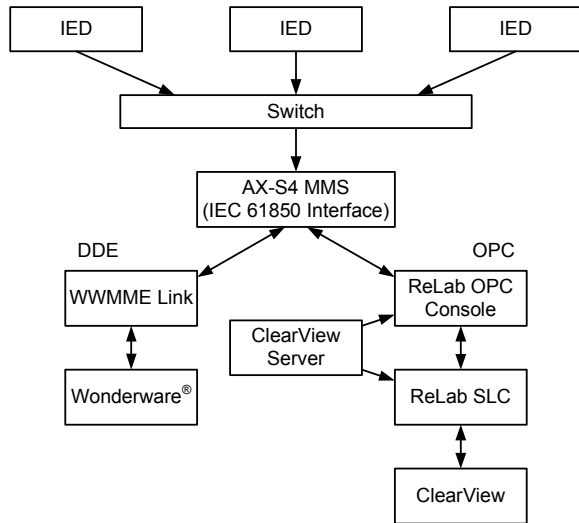 IED
IED
IED
Switch
AX-S4 MMS
(IEC 61850 Interface)
DDE
OPC
WWMME Link
ReLab OPC
Console
ClearView
Server
Wonderware®
ReLab SLC
ClearView